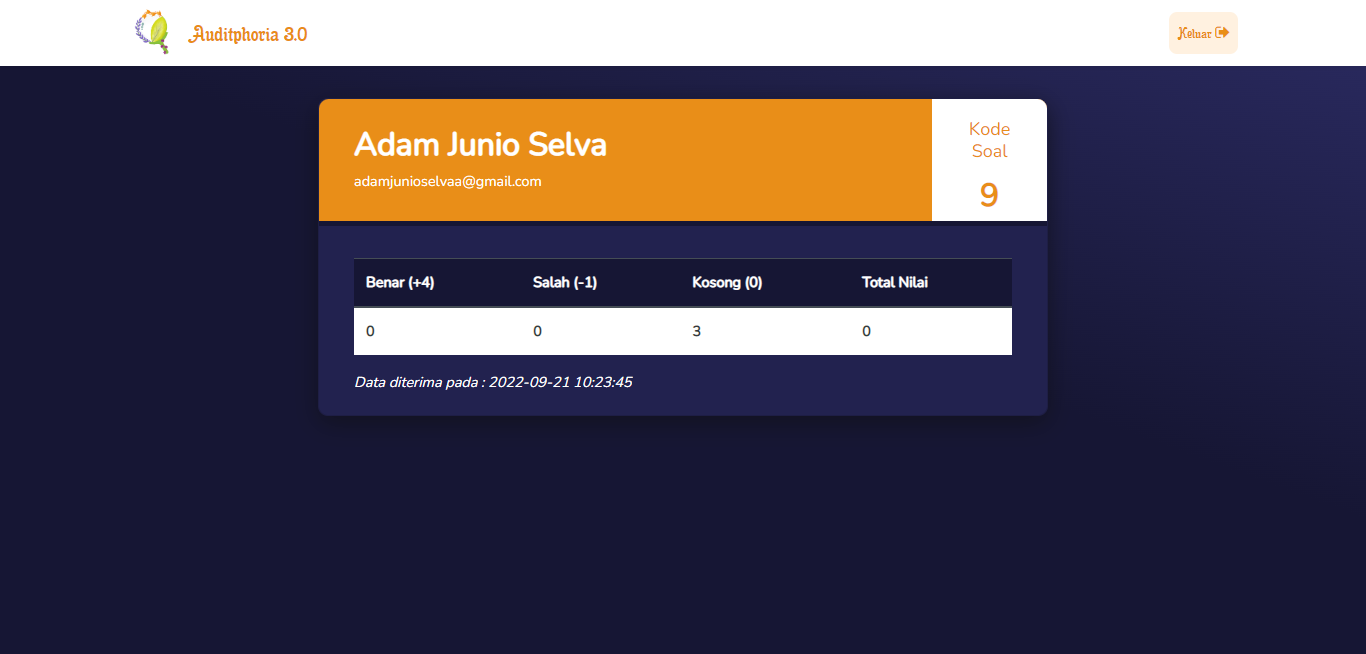 Auditphoria 3.0
Keluar
Adam Junio Selva
adamjunioselvaa@gmail.com
Kode
Soal
9
Benar (+4) Salah (-1) Kosong (0) Total Nilai
0 0 3 0
Data diterima pada : 2022-09-21 10:23:45